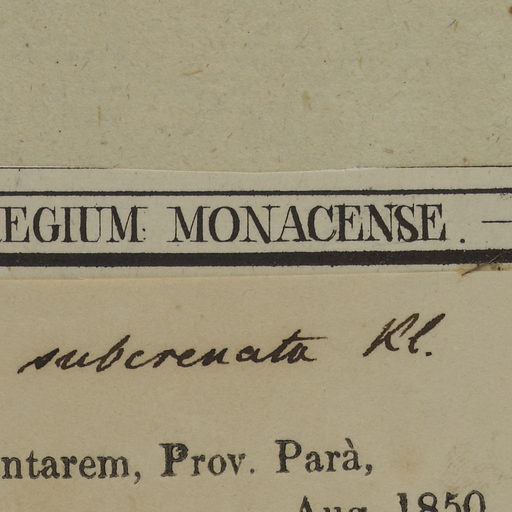 EGIUM MONACENSE.
subcrenata Kl.
ntarem, Prov. Parà,
Aug. 1850